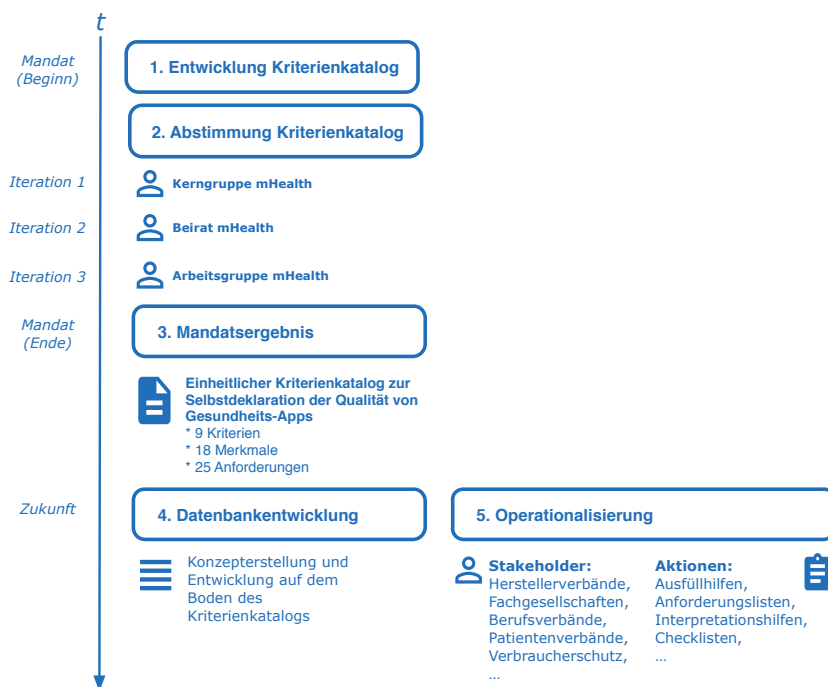 t
Mandat
(Beginn)
1. Entwicklung Kriterienkatalog
2. Abstimmung Kriterienkatalog
Iteration 1
Kerngruppe mHealth
Iteration 2
Beirat mHealth
Iteration 3
Arbeitsgruppe mHealth
Mandat
(Ende)
3. Mandatsergebnis
Einheitlicher Kriterienkatalog zur
Selbstdeklaration der Qualität von
Gesundheits-Apps
* 9 Kriterien
* 18 Merkmale
* 25 Anforderungen
Zukunft
4. Datenbankentwicklung
Konzepterstellung und
Entwicklung auf dem
Boden des
Kriterienkatalogs
5. Operationalisierung
Stakeholder:
Herstellerverbände,
Fachgesellschaften,
Berufsverbände,
Patientenverbände,
Verbraucherschutz,
...
Aktionen:
Ausfüllhilfen,
Anforderungslisten,
Interpretationshilfen,
Checklisten,
...